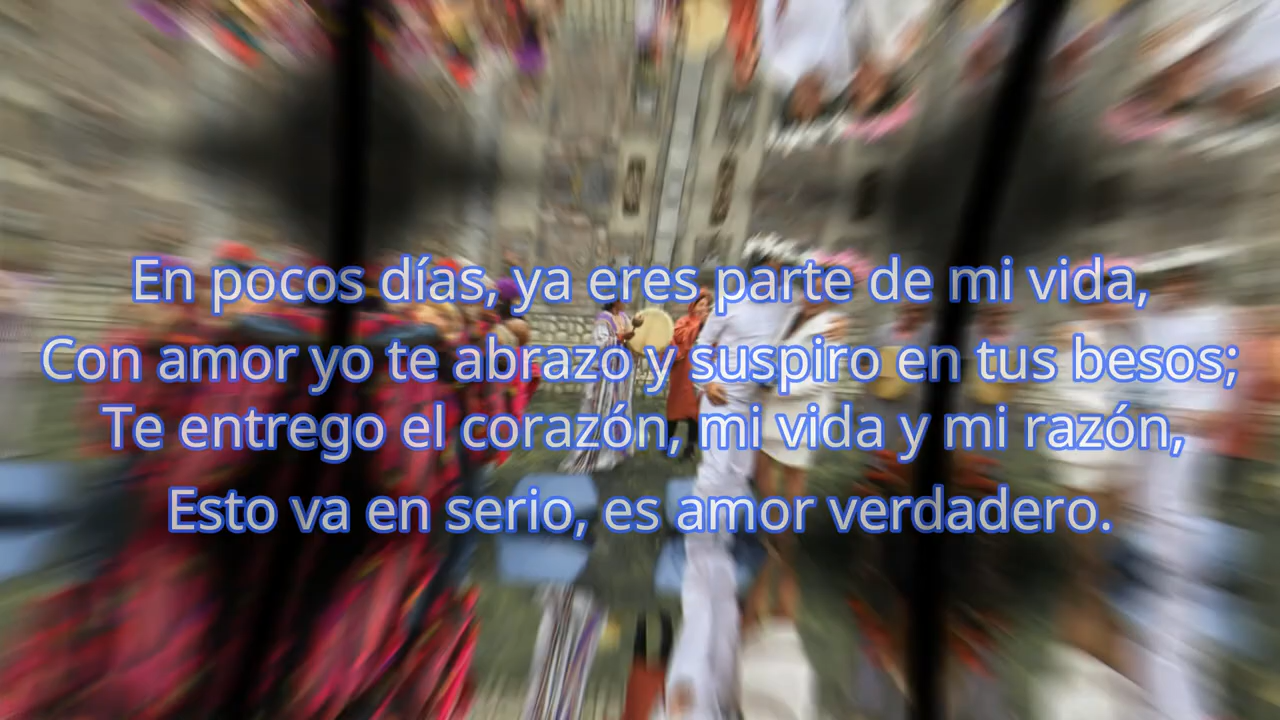 En pocos días, ya eres parte de mi vida,
Con amor yo te abrazo y suspiro en tus besos;
Te entrego el corazón, mi vida y mi razón,
Esto va en serio, es amor verdadero.